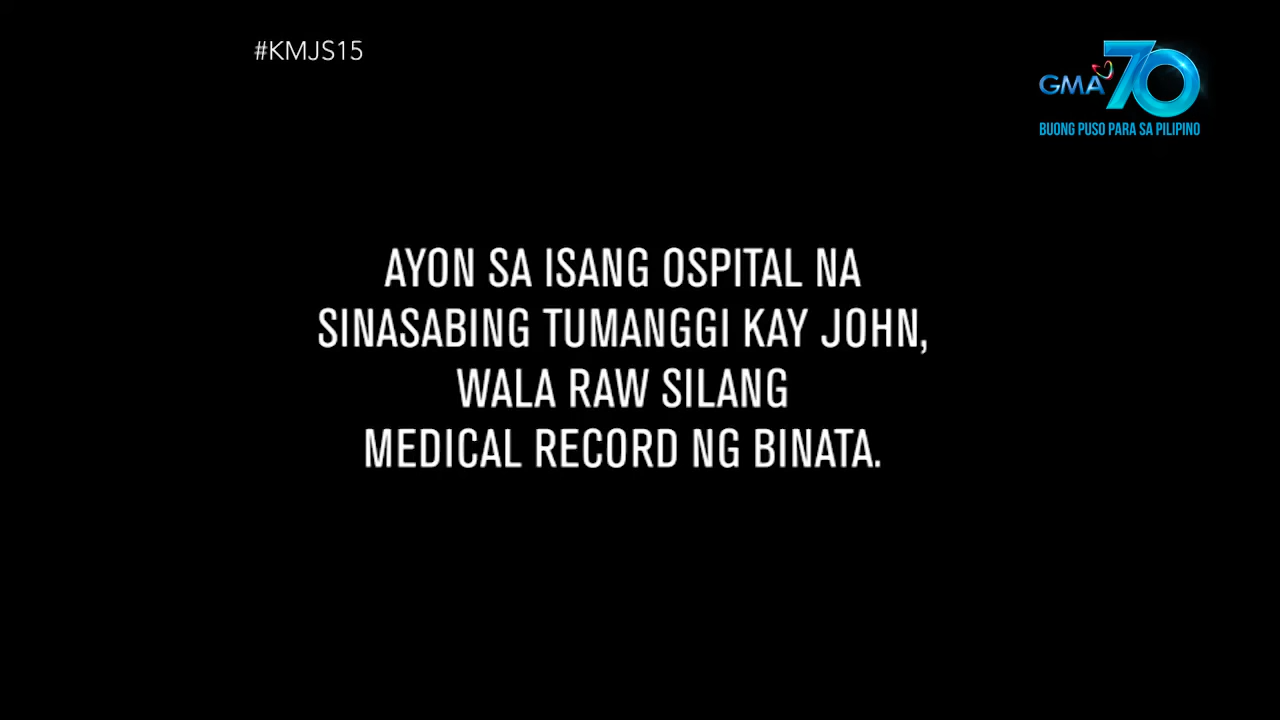 #KMJS15
GMA 70
BUONG PUSO PARA SA PILIPINO
AYON SA ISANG OSPITAL NA
SINASABING TUMANGGI KAY JOHN,
WALA RAW SILANG
MEDICAL RECORD NG BINATA.